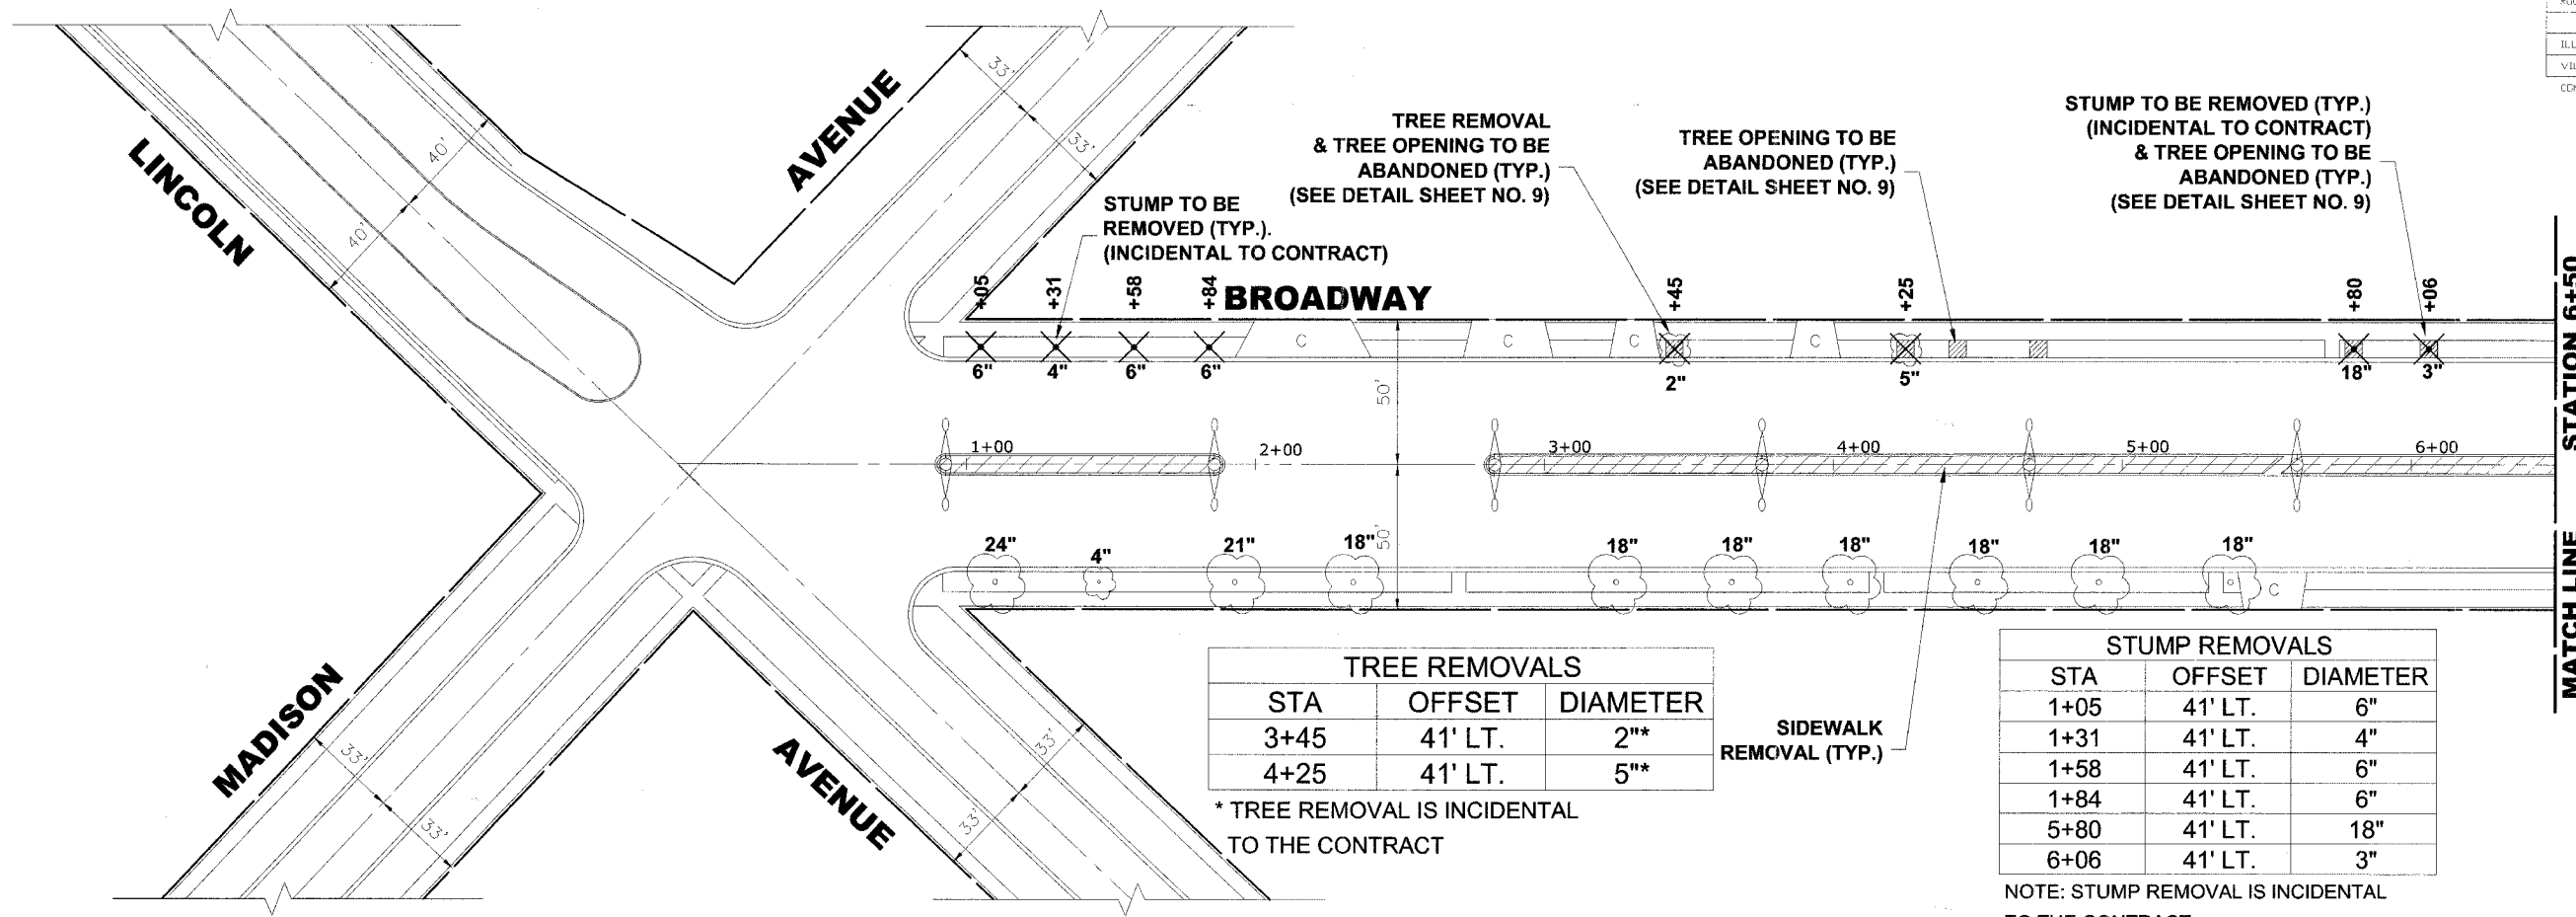 LINCOLN
AVENUE
40'
40'
33'
33'
TREE REMOVAL
& TREE OPENING TO BE
ABANDONED (TYP.)
(SEE DETAIL SHEET NO. 9)
TREE OPENING TO BE
ABANDONED (TYP.)
(SEE DETAIL SHEET NO. 9)
STUMP TO BE REMOVED (TYP.)
(INCIDENTAL TO CONTRACT)
& TREE OPENING TO BE
ABANDONED (TYP.)
(SEE DETAIL SHEET NO. 9)
STUMP TO BE
REMOVED (TYP.).
(INCIDENTAL TO CONTRACT)
+05 +31 +58 +84 BROADWAY +45 +25 +80 +06
C C C C
6" 4" 6" 6" 2" 5" 18" 3"
50'
1+00 2+00 3+00 4+00 5+00 6+00
50'
24" 4" 21" 18" 18" 18" 18" 18" 18" 18"
C
MATCH LINE STATION 6+50
MADISON
AVENUE
33'
33'
33'
33'
TREE REMOVALS
STA OFFSET DIAMETER
3+45 41' LT. 2"*
4+25 41' LT. 5"*
* TREE REMOVAL IS INCIDENTAL
TO THE CONTRACT
SIDEWALK
REMOVAL (TYP.)
STUMP REMOVALS
STA OFFSET DIAMETER
1+05 41' LT. 6"
1+31 41' LT. 4"
1+58 41' LT. 6"
1+84 41' LT. 6"
5+80 41' LT. 18"
6+06 41' LT. 3"
NOTE: STUMP REMOVAL IS INCIDENTAL
TO THE CONTRACT